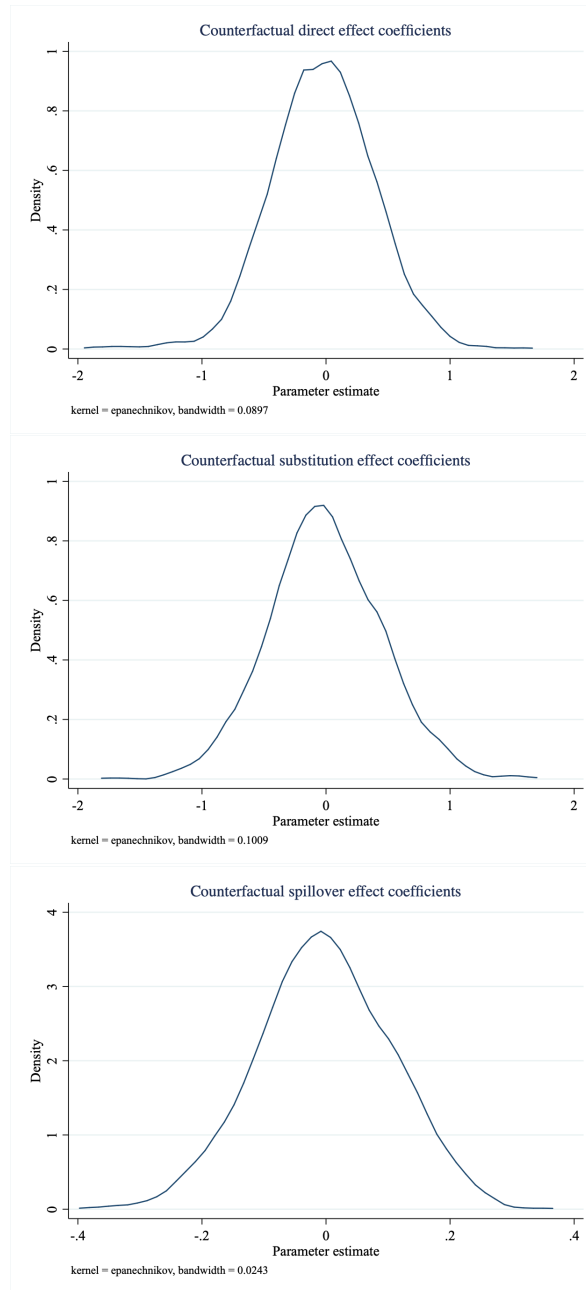 Counterfactual direct effect coefficients
Density
1
.8
.6
.4
.2
0
-2 -1 0 1 2
Parameter estimate
kernel = epanechnikov, bandwidth = 0.0897
Counterfactual substitution effect coefficients
Density
1
.8
.6
.4
.2
0
-2 -1 0 1 2
Parameter estimate
kernel = epanechnikov, bandwidth = 0.1009
Counterfactual spillover effect coefficients
Density
4
3
2
1
0
-.4 -.2 0 .2 .4
Parameter estimate
kernel = epanechnikov, bandwidth = 0.0243